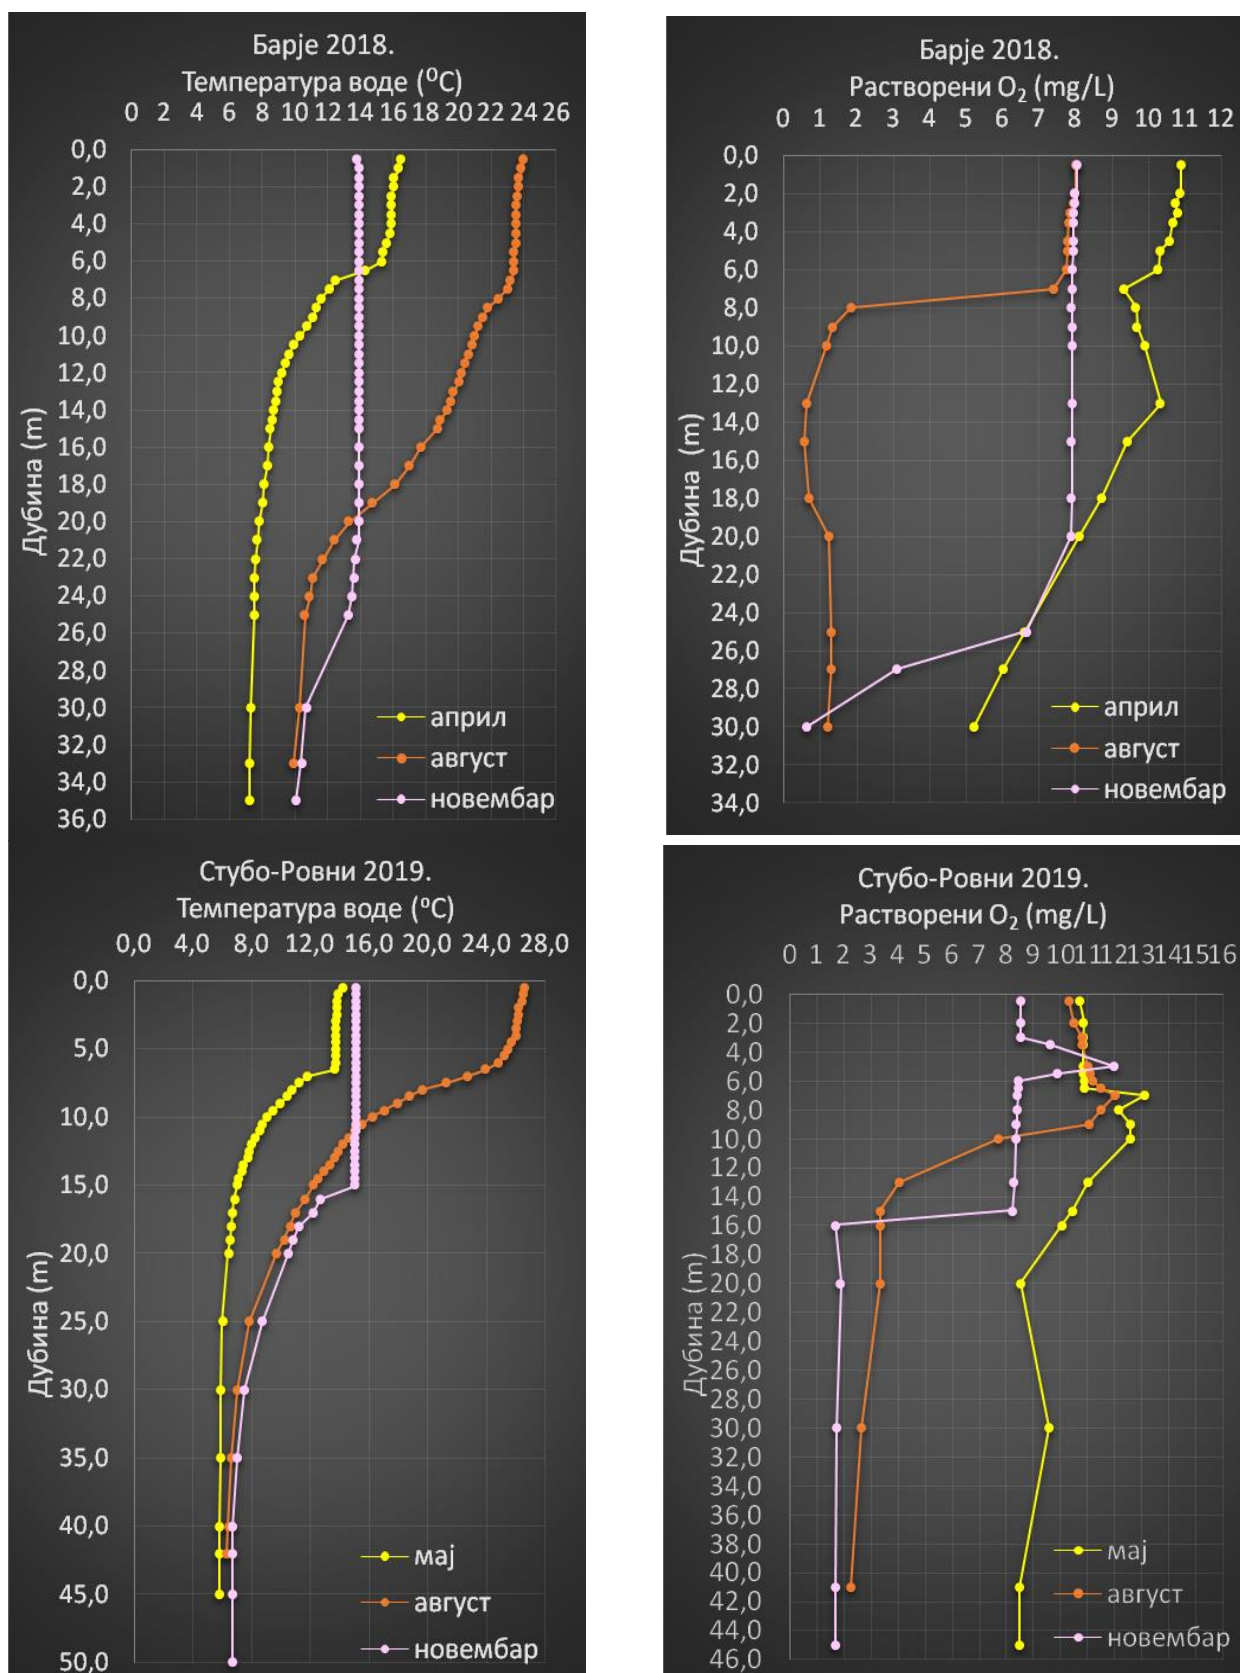 Барје 2018.
Температура воде (⁰C)
0 2 4 6 8 10 12 14 16 18 20 22 24 26
0,0
2,0
4,0
6,0
8,0
10,0
12,0
14,0
16,0
18,0
20,0
22,0
24,0
26,0
28,0
30,0
32,0
34,0
36,0
Дубина (m)
април
август
новембар
Барје 2018.
Растворени O₂ (mg/L)
0 1 2 3 4 5 6 7 8 9 10 11 12
0,0
2,0
4,0
6,0
8,0
10,0
12,0
14,0
16,0
18,0
20,0
22,0
24,0
26,0
28,0
30,0
32,0
34,0
Дубина (m)
април
август
новембар
Стубо-Ровни 2019.
Температура воде (⁰C)
0,0 4,0 8,0 12,0 16,0 20,0 24,0 28,0
0,0
5,0
10,0
15,0
20,0
25,0
30,0
35,0
40,0
45,0
50,0
Дубина (m)
мај
август
новембар
Стубо-Ровни 2019.
Растворени O₂ (mg/L)
0 1 2 3 4 5 6 7 8 9 10 11 12 13 14 15 16
0,0
2,0
4,0
6,0
8,0
10,0
12,0
14,0
16,0
18,0
20,0
22,0
24,0
26,0
28,0
30,0
32,0
34,0
36,0
38,0
40,0
42,0
44,0
46,0
Дубина (m)
мај
август
новембар